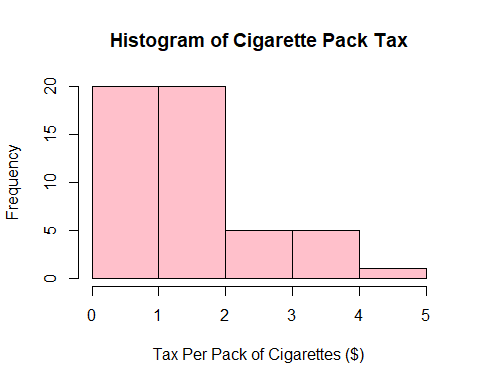 Histogram of Cigarette Pack Tax
Frequency
20
15
10
5
0
0 1 2 3 4 5
Tax Per Pack of Cigarettes ($)